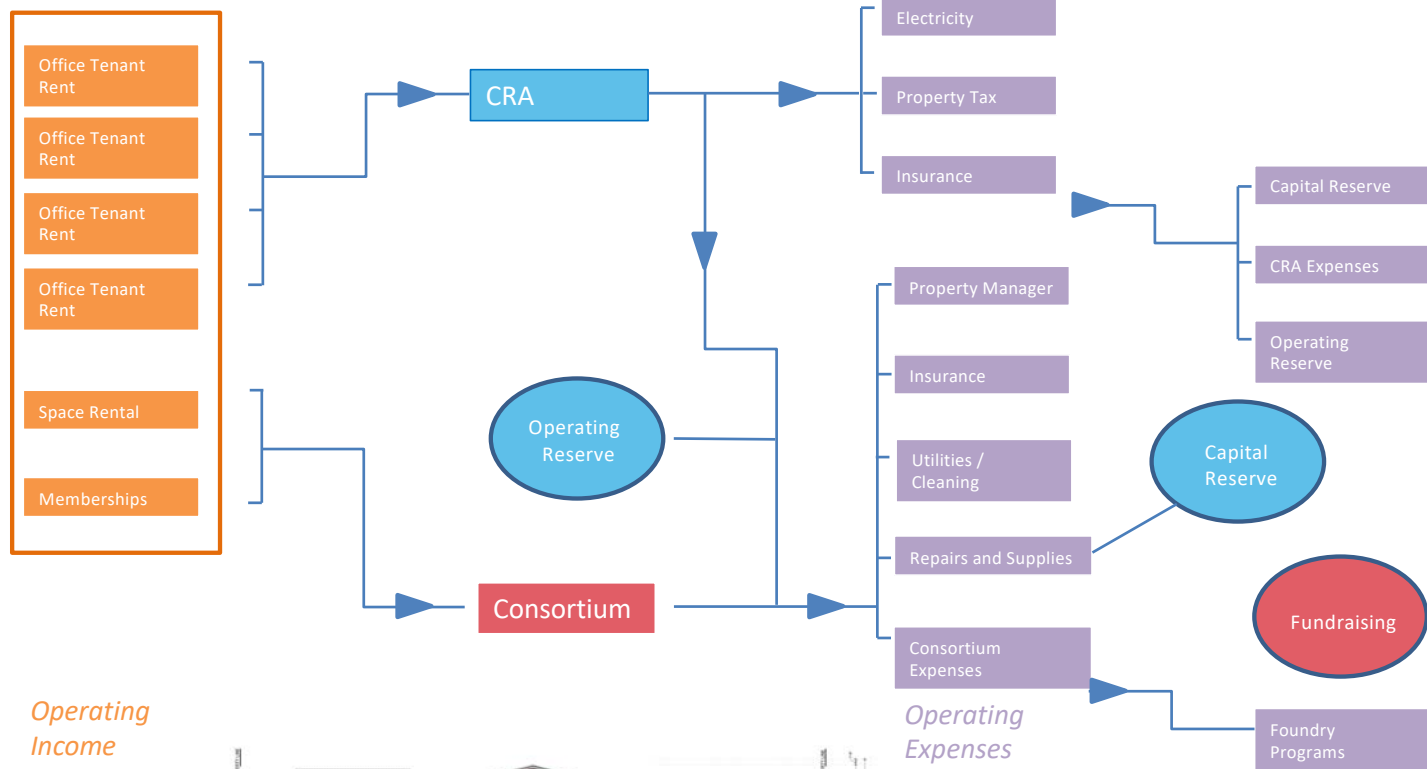 Office Tenant
Rent
Office Tenant
Rent
Office Tenant
Rent
Office Tenant
Rent
Space Rental
Memberships
Operating
Income
CRA
Operating
Reserve
Consortium
Electricity
Property Tax
Insurance
Property Manager
Insurance
Utilities /
Cleaning
Repairs and Supplies
Consortium
Expenses
Operating
Expenses
Capital Reserve
CRA Expenses
Operating
Reserve
Capital
Reserve
Fundraising
Foundry
Programs